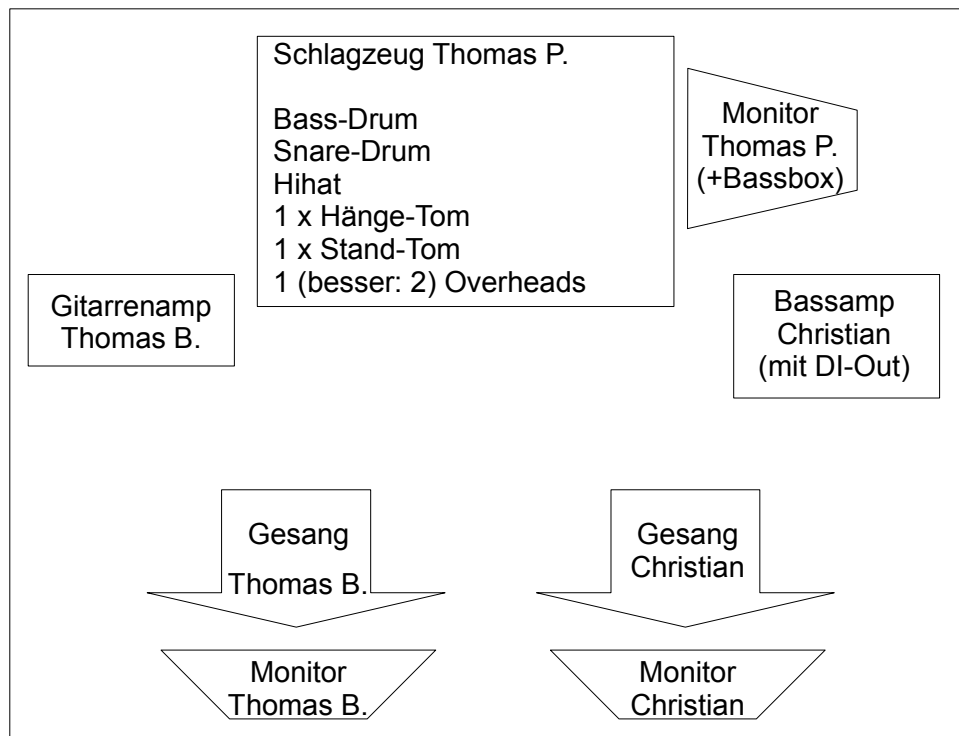 Schlagzeug Thomas P.
Bass-Drum
Snare-Drum
Hihat
1 x Hänge-Tom
1 x Stand-Tom
1 (besser: 2) Overheads
Monitor
Thomas P.
(+Bassbox)
Gitarrenamp
Thomas B.
Bassamp
Christian
(mit DI-Out)
Gesang
Thomas B.
Gesang
Christian
Monitor
Thomas B.
Monitor
Christian